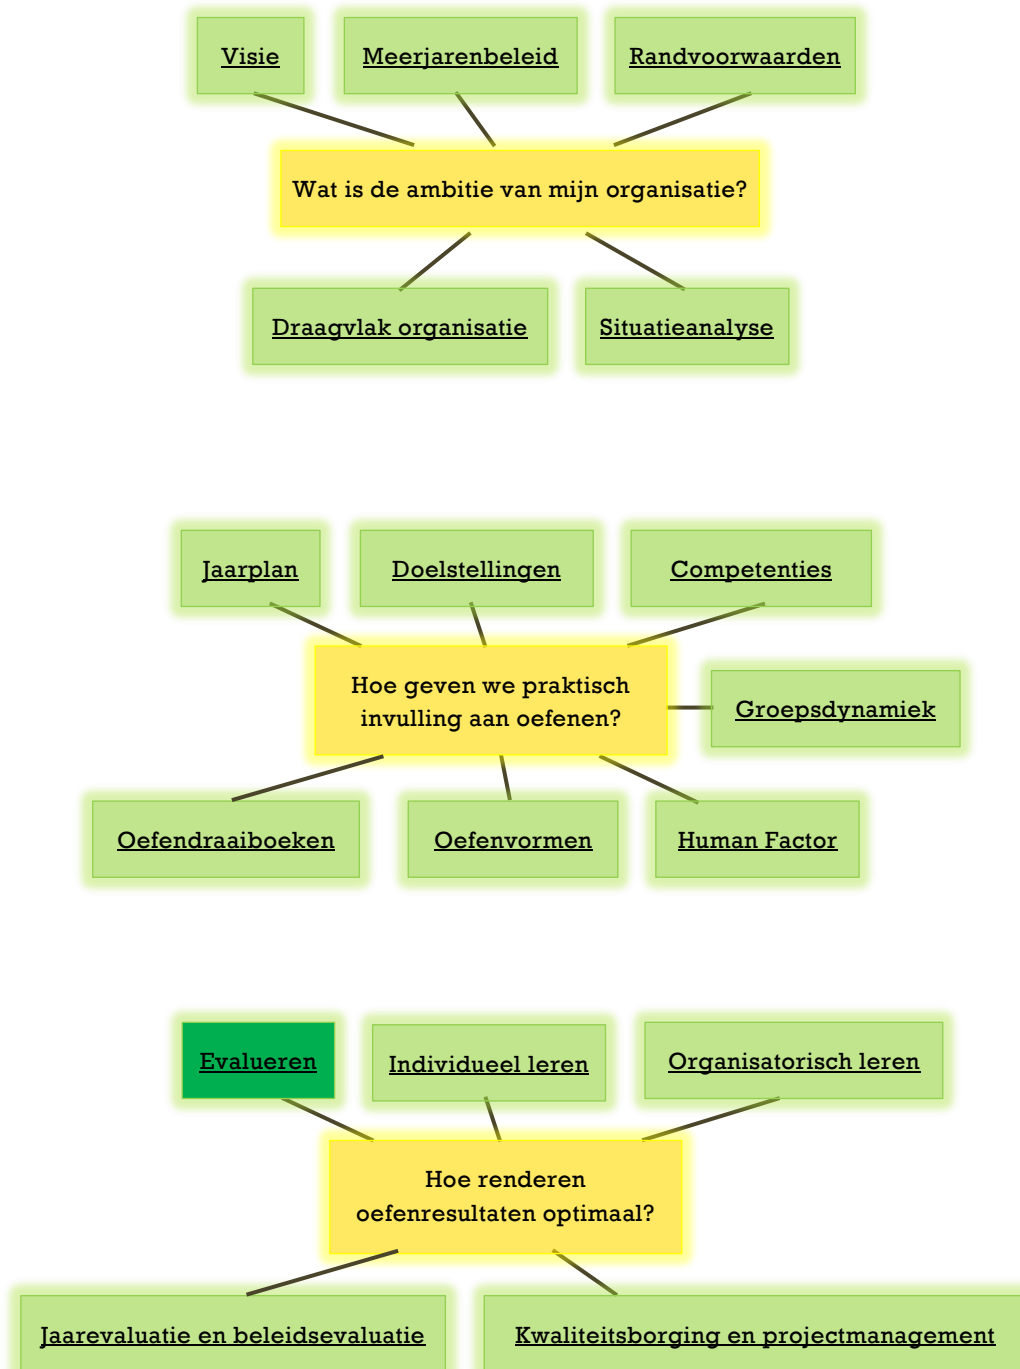 Visie
Meerjarenbeleid
Randvoorwaarden
Wat is de ambitie van mijn organisatie?
Draagvlak organisatie
Situatieanalyse
Jaarplan
Doelstellingen
Competenties
Hoe geven we praktisch
invulling aan oefenen?
Groepsdynamiek
Oefendraaiboeken
Oefenvormen
Human Factor
Evalueren
Individueel leren
Organisatorisch leren
Hoe renderen
oefenresultaten optimaal?
Jaarevaluatie en beleidsevaluatie
Kwaliteitsborging en projectmanagement